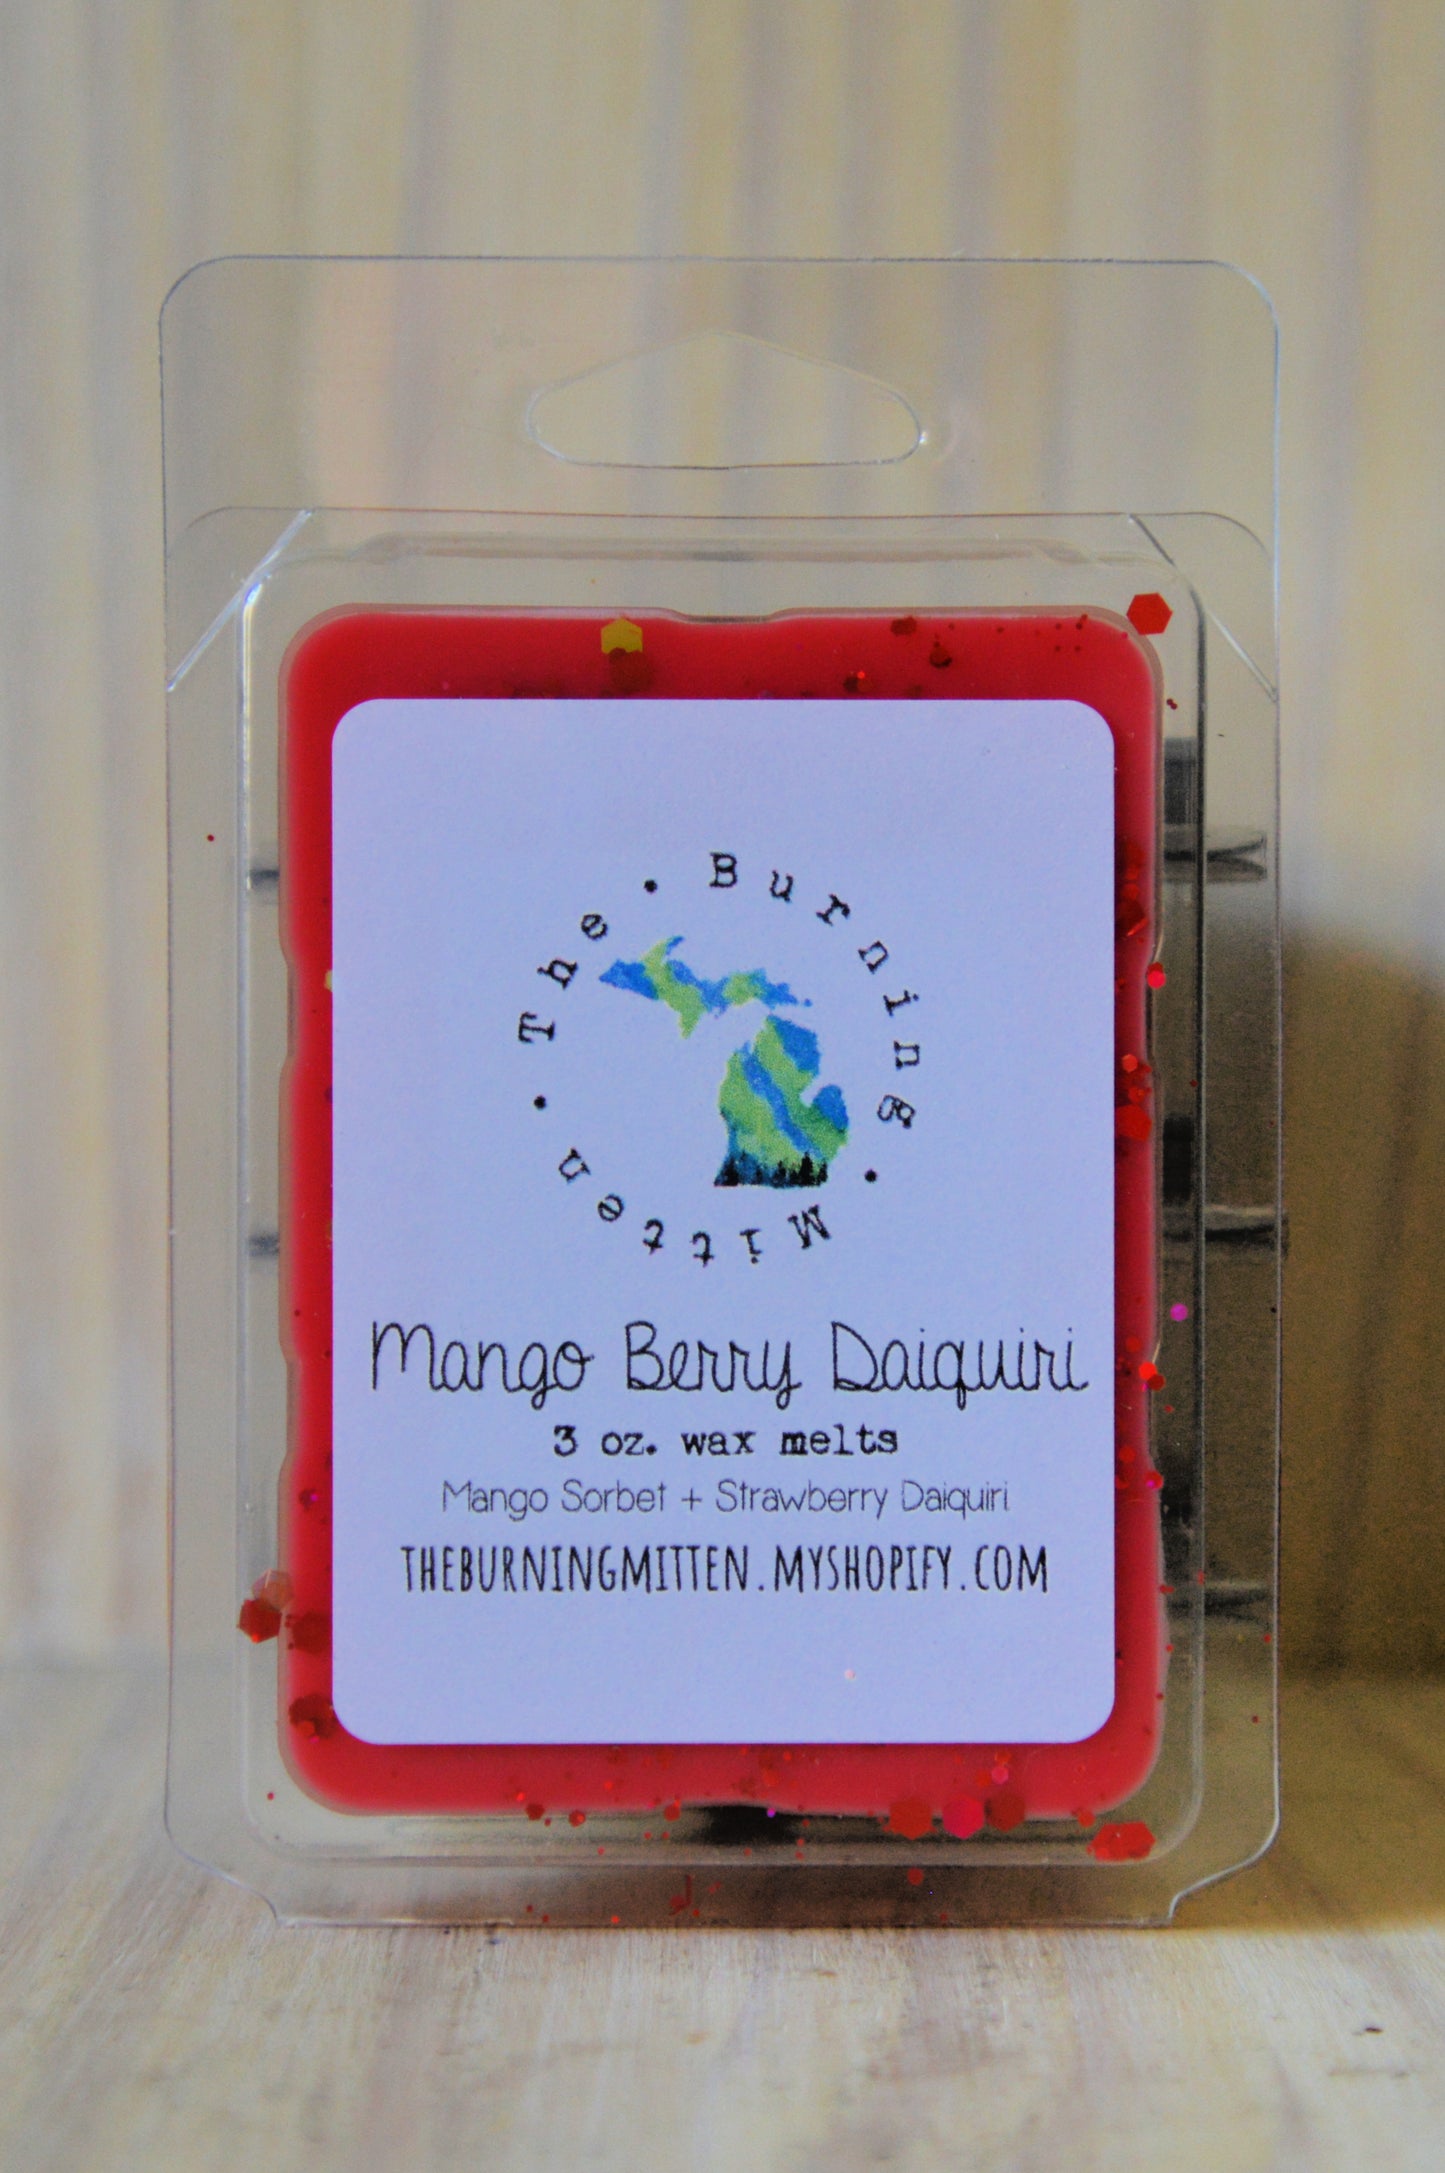 The • Burning • Mitten •
Mango Berry Daiquiri
3 oz. wax melts
Mango Sorbet + Strawberry Daiquiri
THEBURNINGMITTEN.MYSHOPIFY.COM